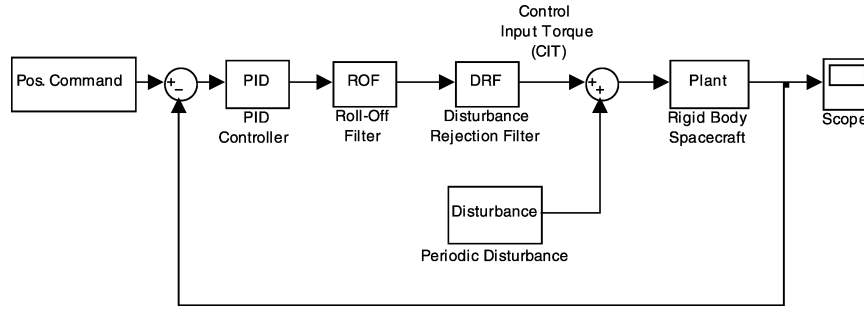 Control
Input Torque
(CIT)
Pos. Command
+
−
PID
PID
Controller
ROF
Roll-Off
Filter
DRF
Disturbance
Rejection Filter
+
+
Plant
Rigid Body
Spacecraft
Scope
Disturbance
Periodic Disturbance